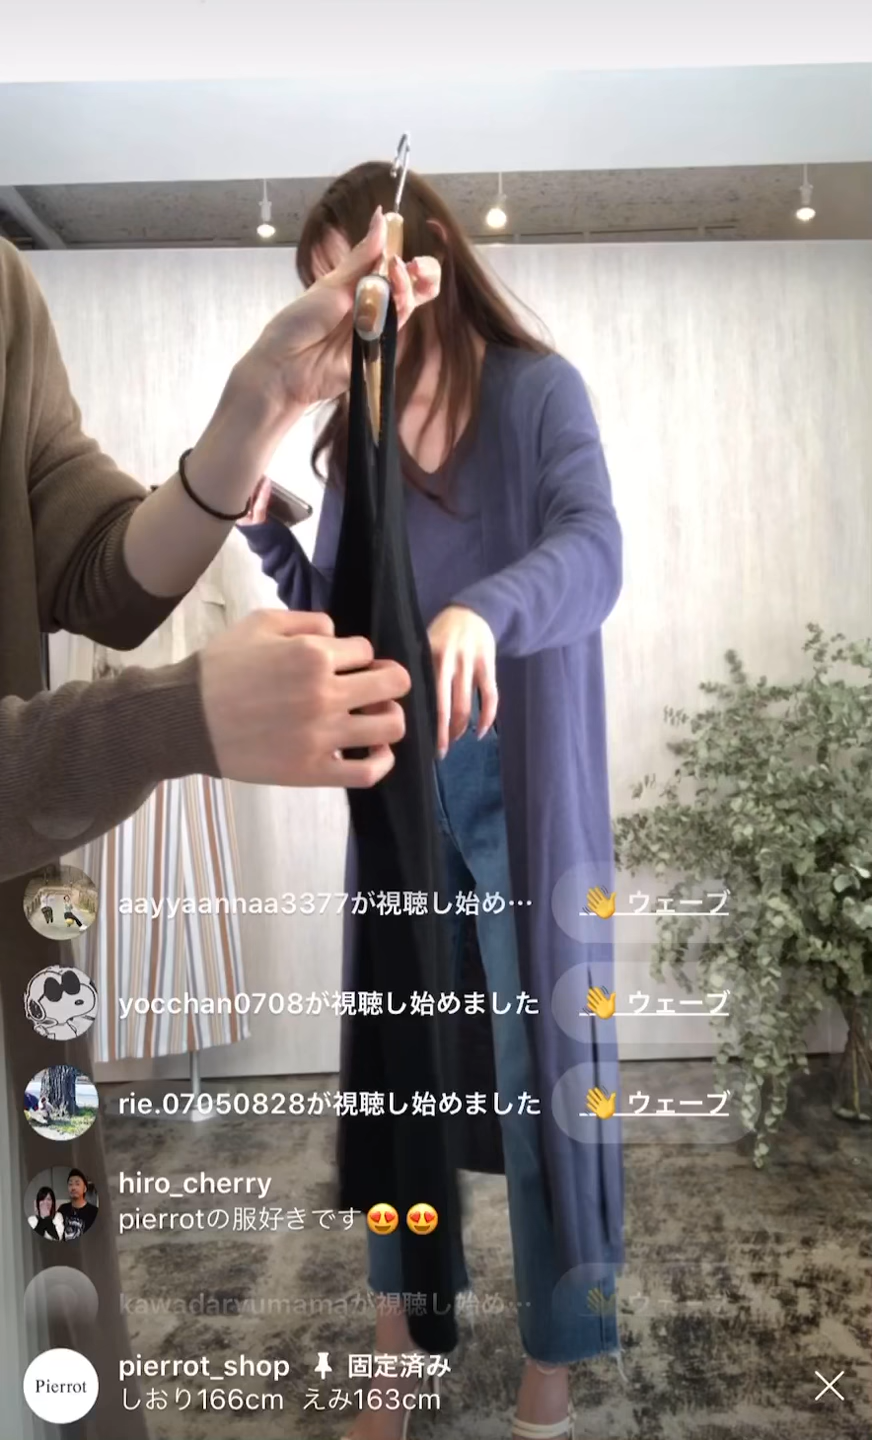 aayyaannaa3377が視聴し始め…
👋 ウェーブ
yocchan0708が視聴し始めました
👋 ウェーブ
rie.07050828が視聴し始めました
👋 ウェーブ
hiro_cherry
pierrotの服好きです😍😍
kawadaryumamaが視聴し始め…
👋 ウェーブ
Pierrot
pierrot_shop 📌 固定済み
しおり166cm えみ163cm